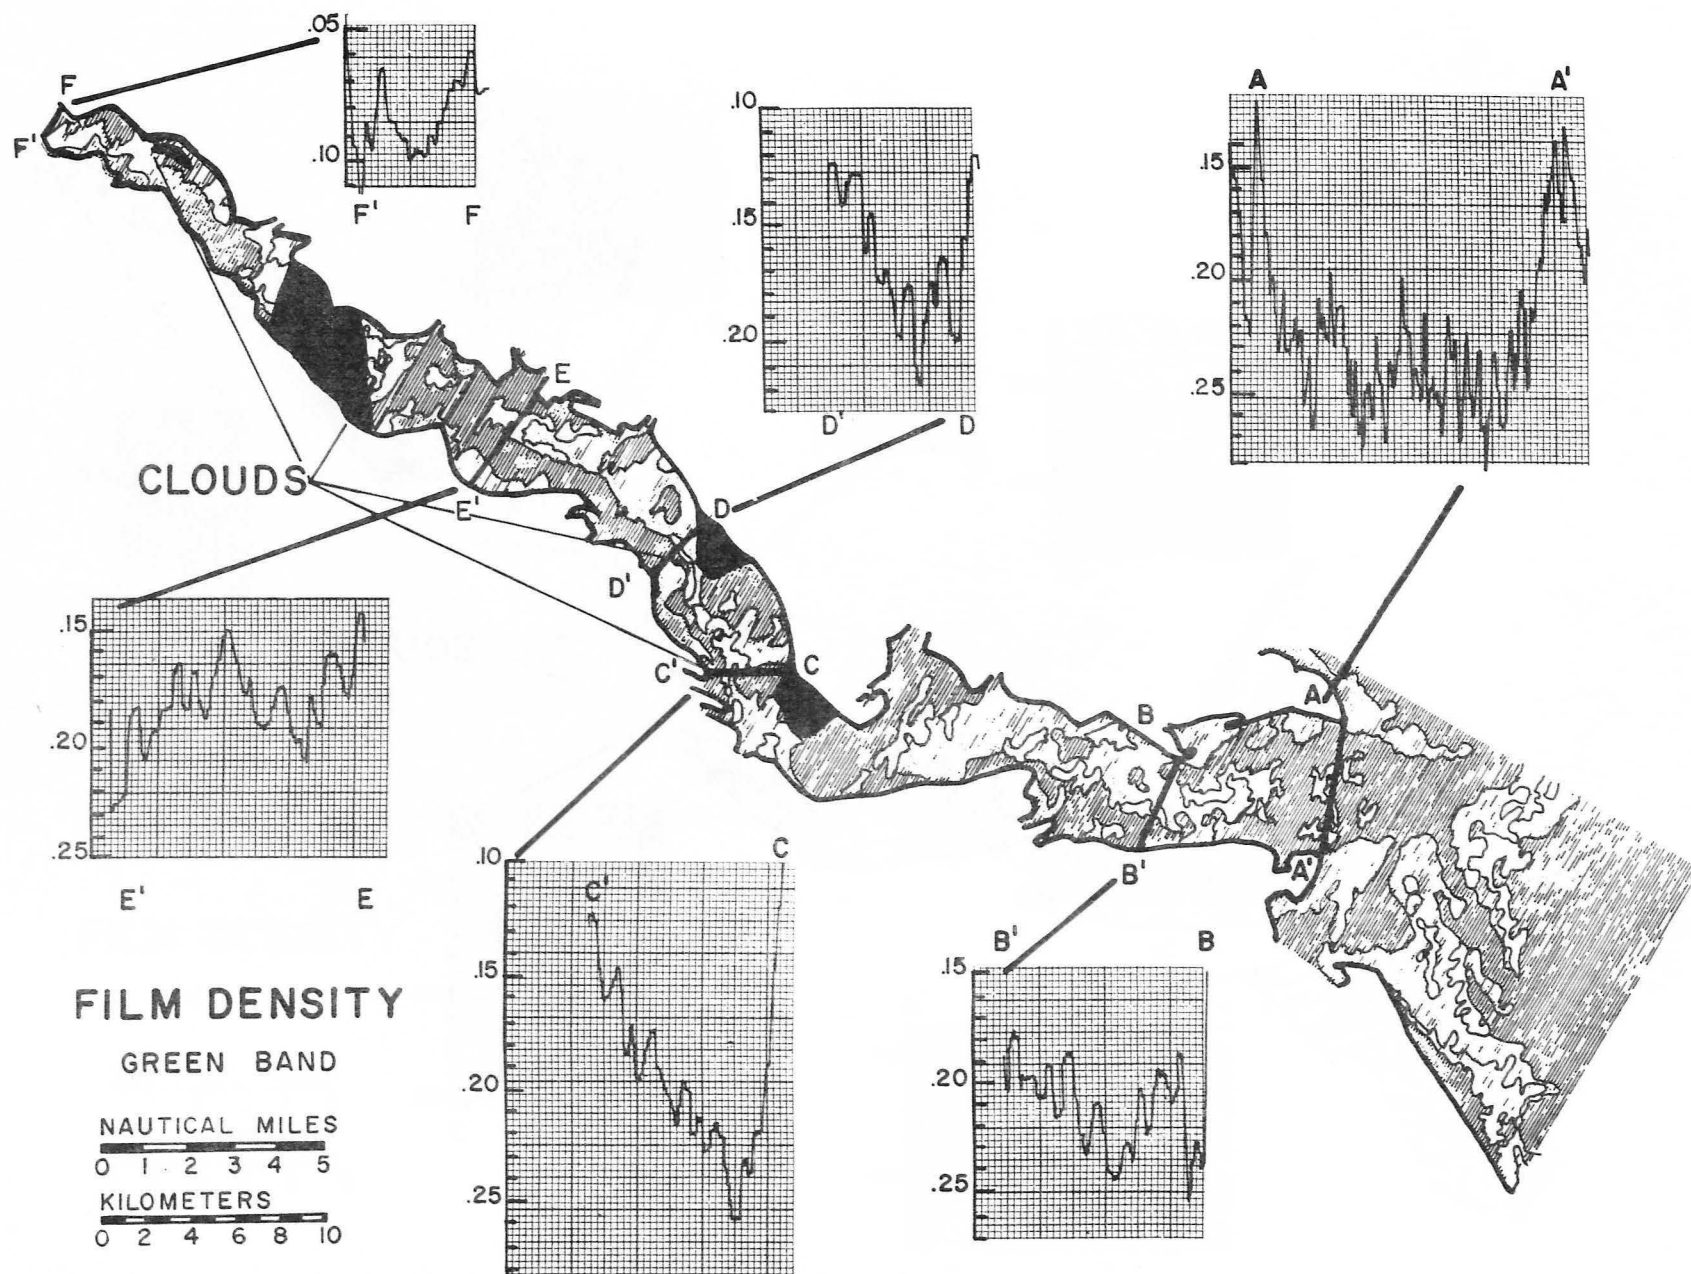 .05
F
F'
.10
F'
F
.10
.15
.20
D'
D
A
A'
.15
.20
.25
E
CLOUDS
E'
D
D'
C'
C
B
A
A'
B'
.15
.20
.25
E'
E
.10
C'
C
.15
.20
.25
B'
B
.15
.20
.25
FILM DENSITY
GREEN BAND
NAUTICAL MILES
0 1 2 3 4 5
KILOMETERS
0 2 4 6 8 10